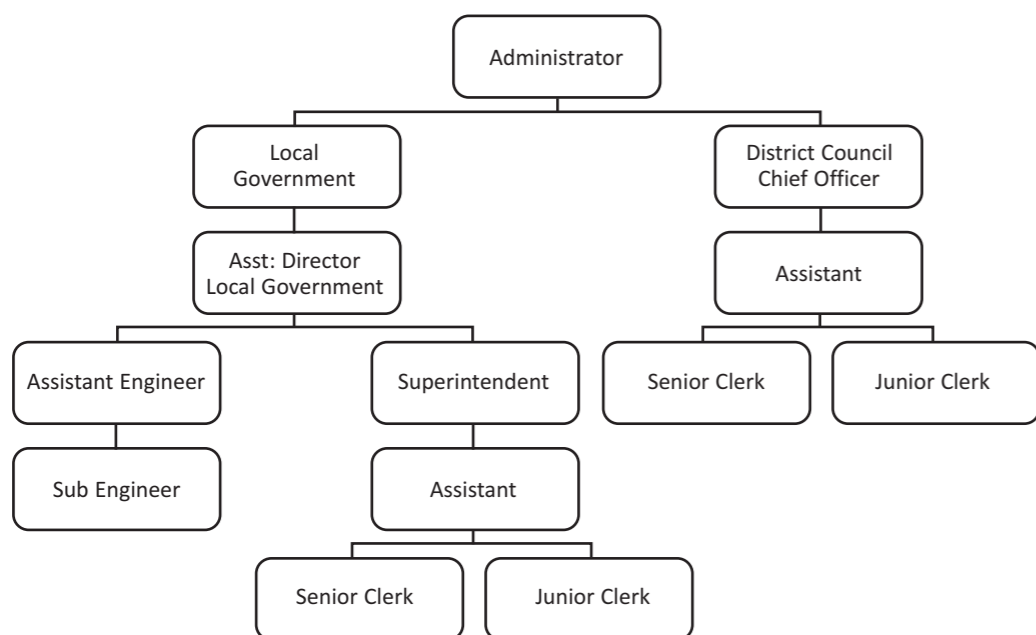 Administrator
Local
Government
District Council
Chief Officer
Asst: Director
Local Government
Assistant
Assistant Engineer
Superintendent
Senior Clerk
Junior Clerk
Sub Engineer
Assistant
Senior Clerk
Junior Clerk